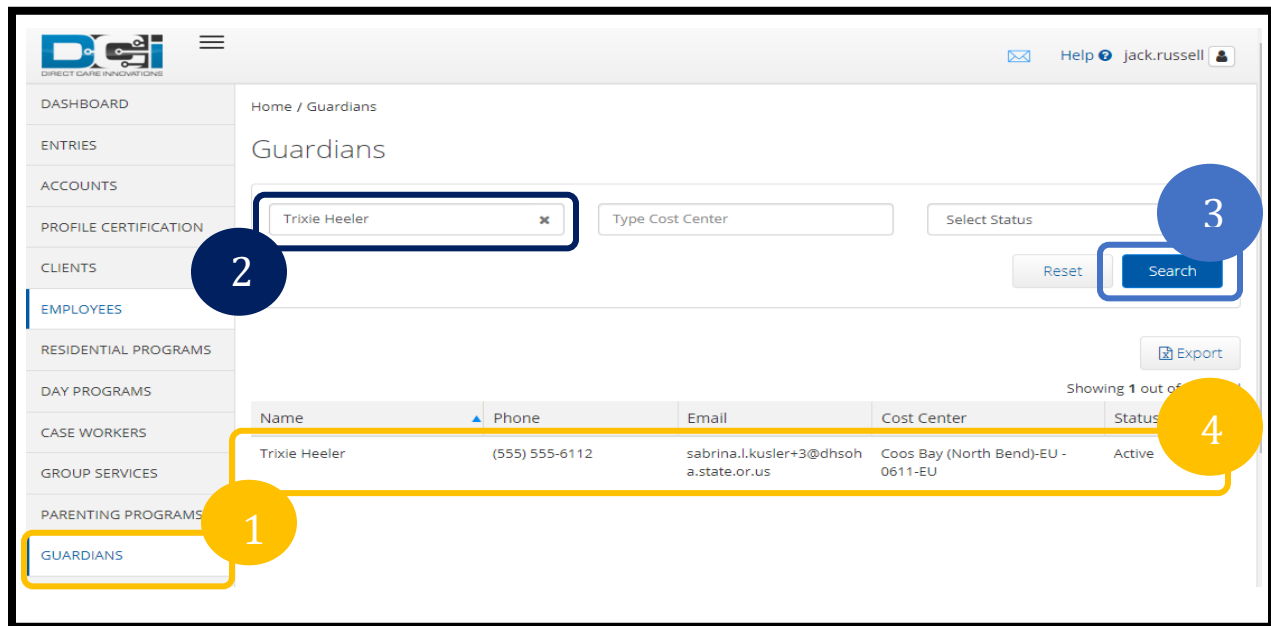 DCI
DIRECT CARE INNOVATIONS
Help
jack.russell
DASHBOARD
ENTRIES
ACCOUNTS
PROFILE CERTIFICATION
CLIENTS
EMPLOYEES
RESIDENTIAL PROGRAMS
DAY PROGRAMS
CASE WORKERS
GROUP SERVICES
PARENTING PROGRAMS
GUARDIANS
1
Home / Guardians
Guardians
Trixie Heeler
Type Cost Center
Select Status
2
3
Reset
Search
Export
Showing 1 out of
Name Phone Email Cost Center Status
4
Trixie Heeler (555) 555-6112 sabrina.l.kusler+3@dhsoh Coos Bay (North Bend)-EU - Active
a.state.or.us 0611-EU